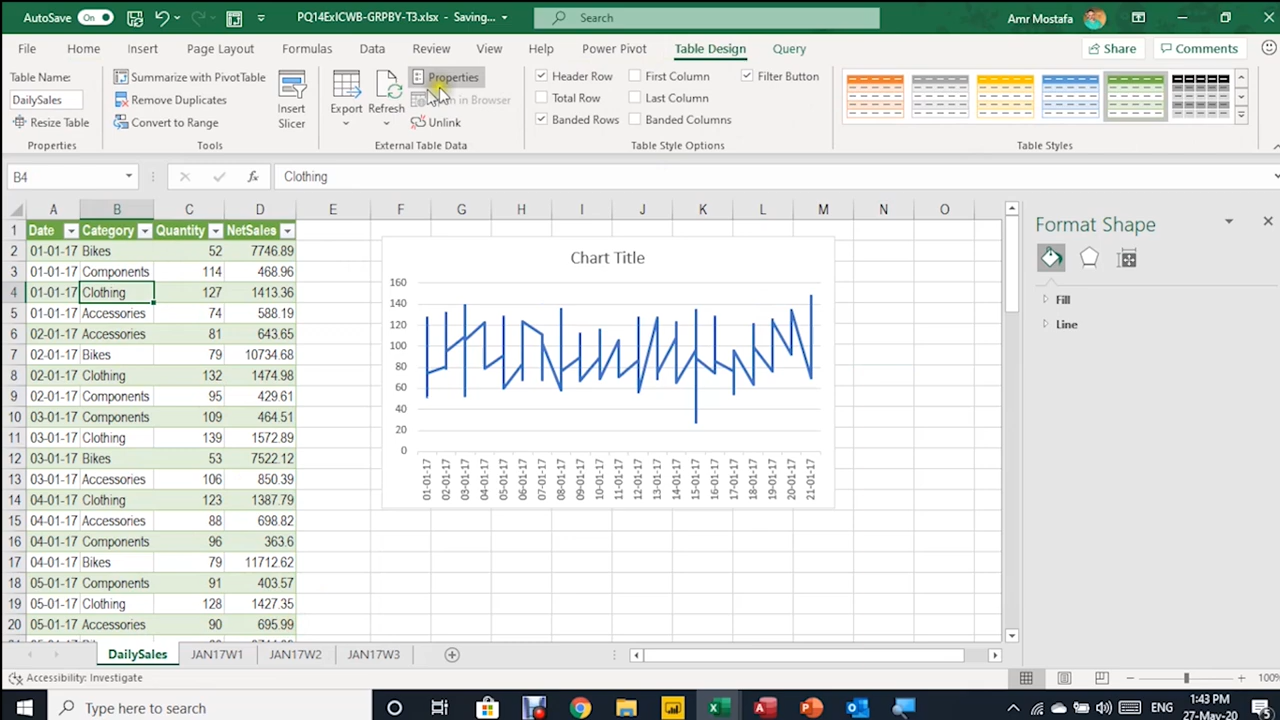 AutoSave On PQ14ExlCWB-GRPBY-T3.xlsx - Saving... Search Amr Mostafa
File Home Insert Page Layout Formulas Data Review View Help Power Pivot Table Design Query Share Comments
Table Name:
DailySales
Resize Table
Properties
Summarize with PivotTable
Remove Duplicates
Convert to Range
Insert
Slicer
Tools
Export
Refresh
Properties
in Browser
Unlink
External Table Data
Header Row First Column Filter Button
Total Row Last Column
Banded Rows Banded Columns
Table Style Options
Table Styles
B4 fx Clothing
A B C D E F G H I J K L M N O
1 Date Category Quantity NetSales
2 01-01-17 Bikes 52 7746.89
3 01-01-17 Components 114 468.96
4 01-01-17 Clothing 127 1413.36
5 01-01-17 Accessories 74 588.19
6 02-01-17 Accessories 81 643.65
7 02-01-17 Bikes 79 10734.68
8 02-01-17 Clothing 132 1474.98
9 02-01-17 Components 95 429.61
10 03-01-17 Components 109 464.51
11 03-01-17 Clothing 139 1572.89
12 03-01-17 Bikes 53 7522.12
13 03-01-17 Accessories 106 850.39
14 04-01-17 Clothing 123 1387.79
15 04-01-17 Accessories 88 698.82
16 04-01-17 Components 96 363.6
17 04-01-17 Bikes 79 11712.62
18 05-01-17 Components 91 403.57
19 05-01-17 Clothing 128 1427.35
20 05-01-17 Accessories 90 695.99
Chart Title
160
140
120
100
80
60
40
20
0
01-01-17 02-01-17 03-01-17 04-01-17 05-01-17 06-01-17 07-01-17 08-01-17 09-01-17 10-01-17 11-01-17 12-01-17 13-01-17 14-01-17 15-01-17 16-01-17 17-01-17 18-01-17 19-01-17 20-01-17 21-01-17
Format Shape
Fill
Line
DailySales JAN17W1 JAN17W2 JAN17W3
Accessibility: Investigate 100%
Type here to search ENG 1:43 PM
27-May-20